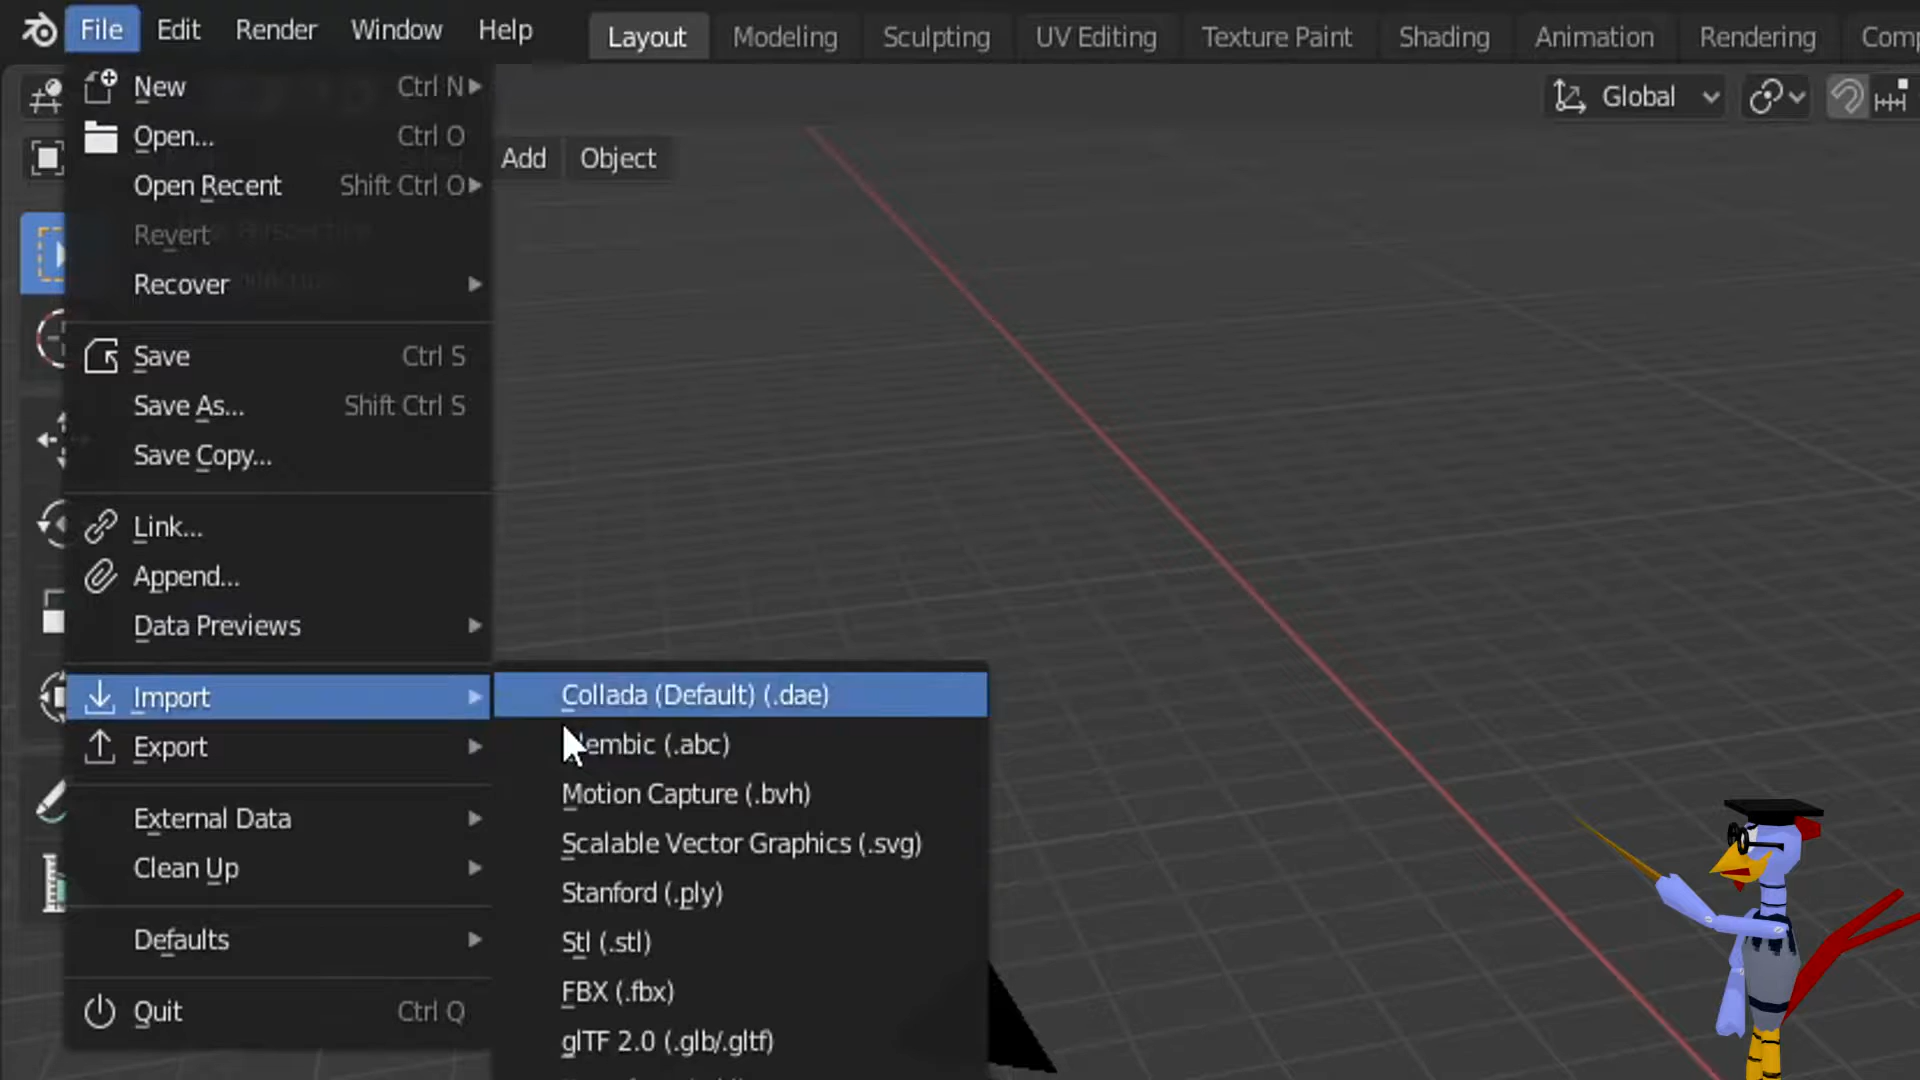 File Edit Render Window Help Layout Modeling Sculpting UV Editing Texture Paint Shading Animation Rendering
Global
Add Object
New Ctrl N
Open... Ctrl O
Open Recent Shift Ctrl O
Revert
Recover
Save Ctrl S
Save As... Shift Ctrl S
Save Copy...
Link...
Append...
Data Previews
Import
Export
External Data
Clean Up
Defaults
Quit Ctrl Q
Collada (Default) (.dae)
(.abc)
Motion Capture (.bvh)
Scalable Vector Graphics (.svg)
Stanford (.ply)
Stl (.stl)
FBX (.fbx)
glTF 2.0 (.glb/.gltf)